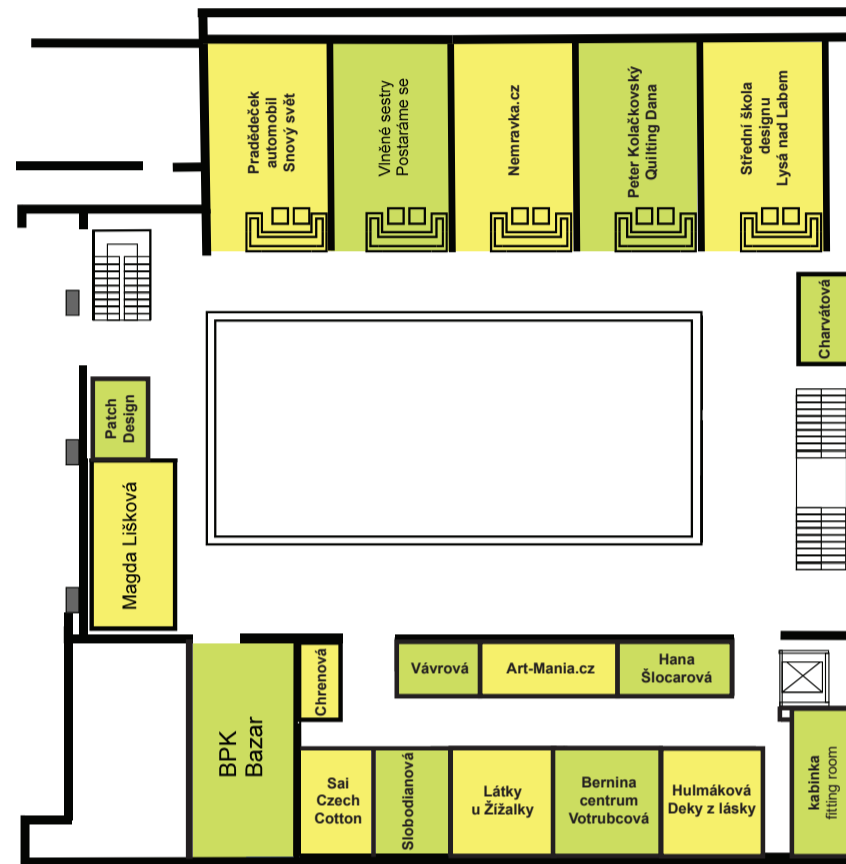 Pradědeček
automobil
Snový svět
Vlněné sestry
Postaráme se
Nemravka.cz
Peter Kolačkovský
Quilting Dana
Střední škola
designu
Lysá nad Labem
Charvátová
Patch
Design
Magda Lišková
BPK
Bazar
Chrenová
Vávrová
Art-Mania.cz
Hana
Šlocarová
Sai
Czech
Cotton
Slobodianová
Látky
u Žížalky
Bernina
centrum
Votrubcová
Hulmáková
Deky z lásky
kabinka
fitting room